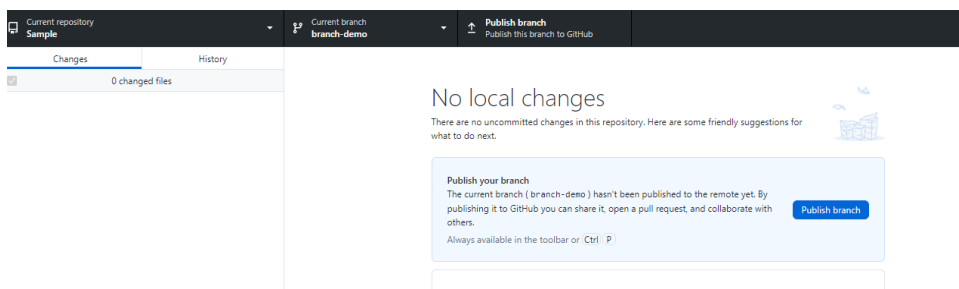 Current repository
Sample
Current branch
branch-demo
Publish branch
Publish this branch to GitHub
Changes
History
0 changed files
No local changes
There are no uncommitted changes in this repository. Here are some friendly suggestions for
what to do next.
Publish your branch
The current branch ( branch-demo ) hasn't been published to the remote yet. By
publishing it to GitHub you can share it, open a pull request, and collaborate with
others.
Publish branch
Always available in the toolbar or Ctrl P